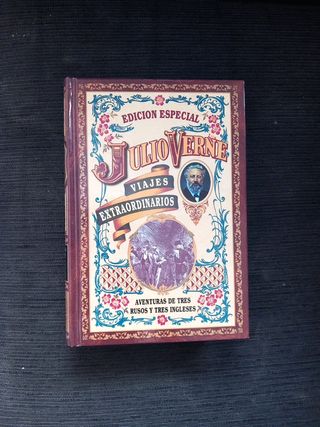 EDICION ESPECIAL
JULIO VERNE
VIAJES
EXTRAORDINARIOS
AVENTURAS DE TRES
RUSOS Y TRES INGLESES